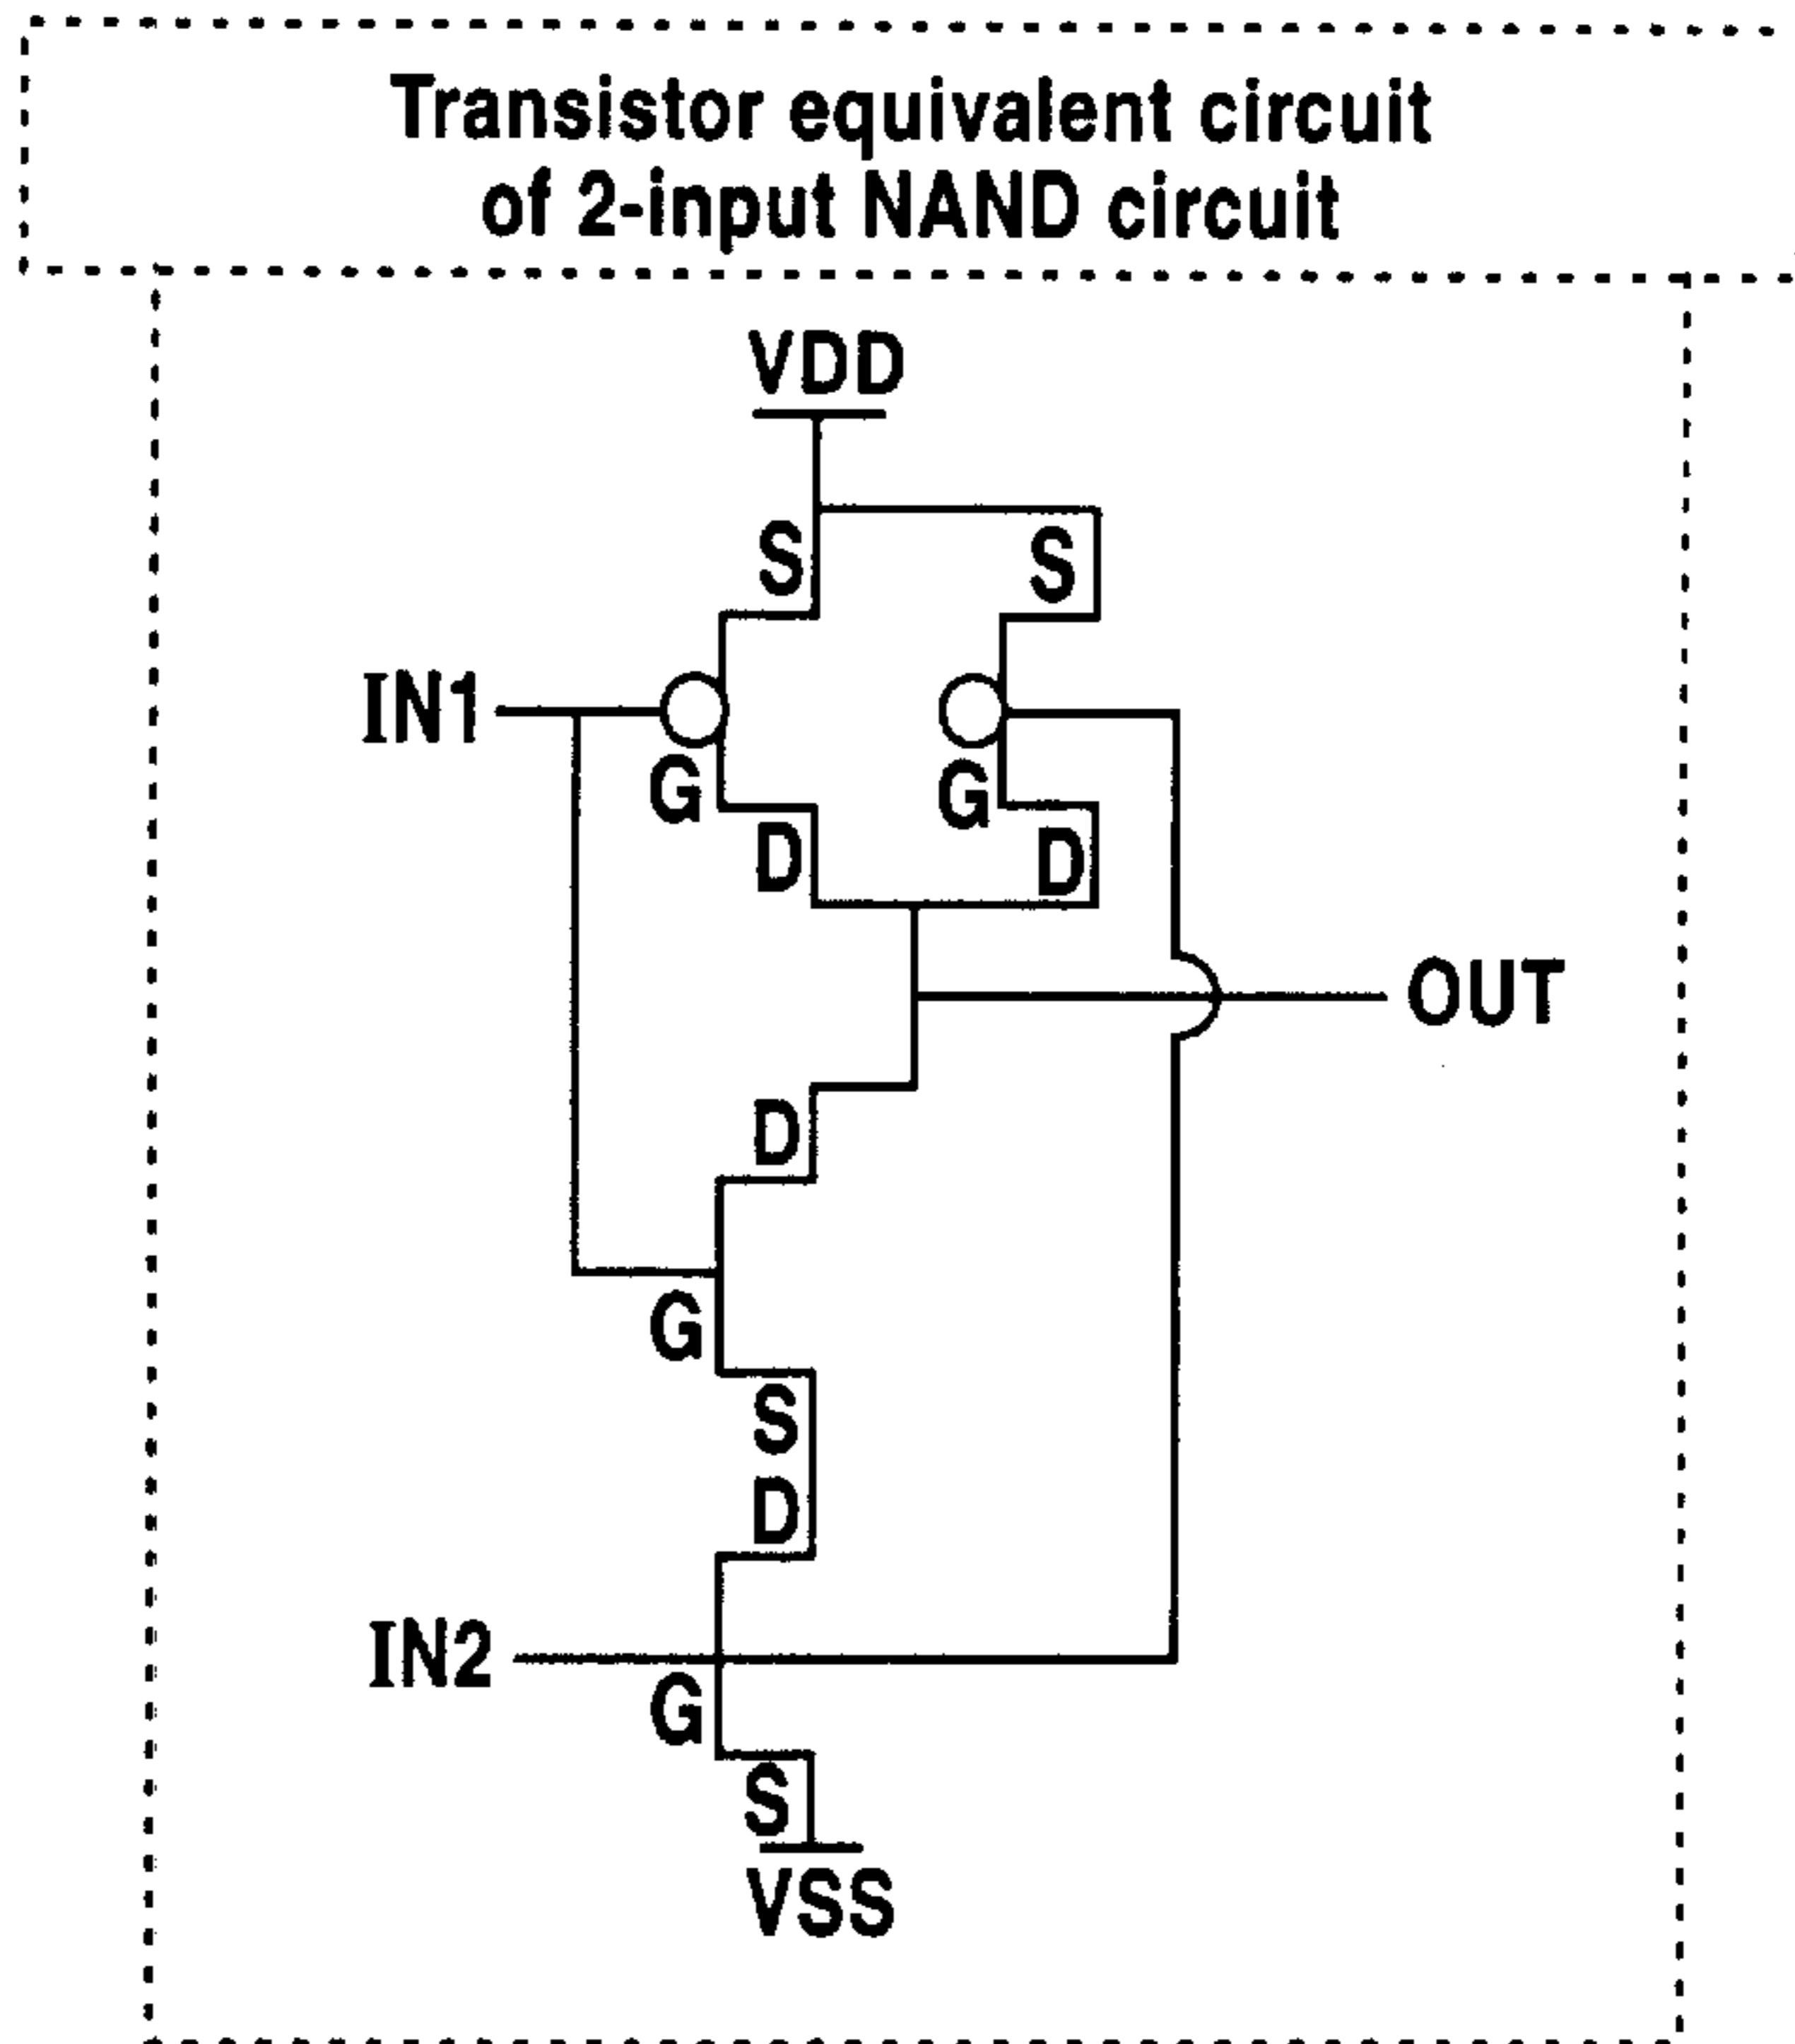 Transistor equivalent circuit
of 2-input NAND circuit
VDD
S
S
IN1
G
G
D
D
OUT
D
G
S
D
IN2
G
S
VSS